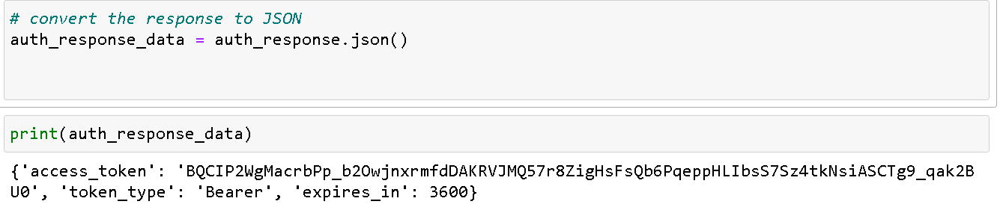 # convert the response to JSON
auth_response_data = auth_response.json()
print(auth_response_data)
{'access_token': 'BQCIP2WgMacrbPp_b2OwjnxrmfdDAKRVJMQ57r8ZigHsFsQb6PqeppHLIbsS7Sz4tkNsiASCTg9_qak2B
U0', 'token_type': 'Bearer', 'expires_in': 3600}